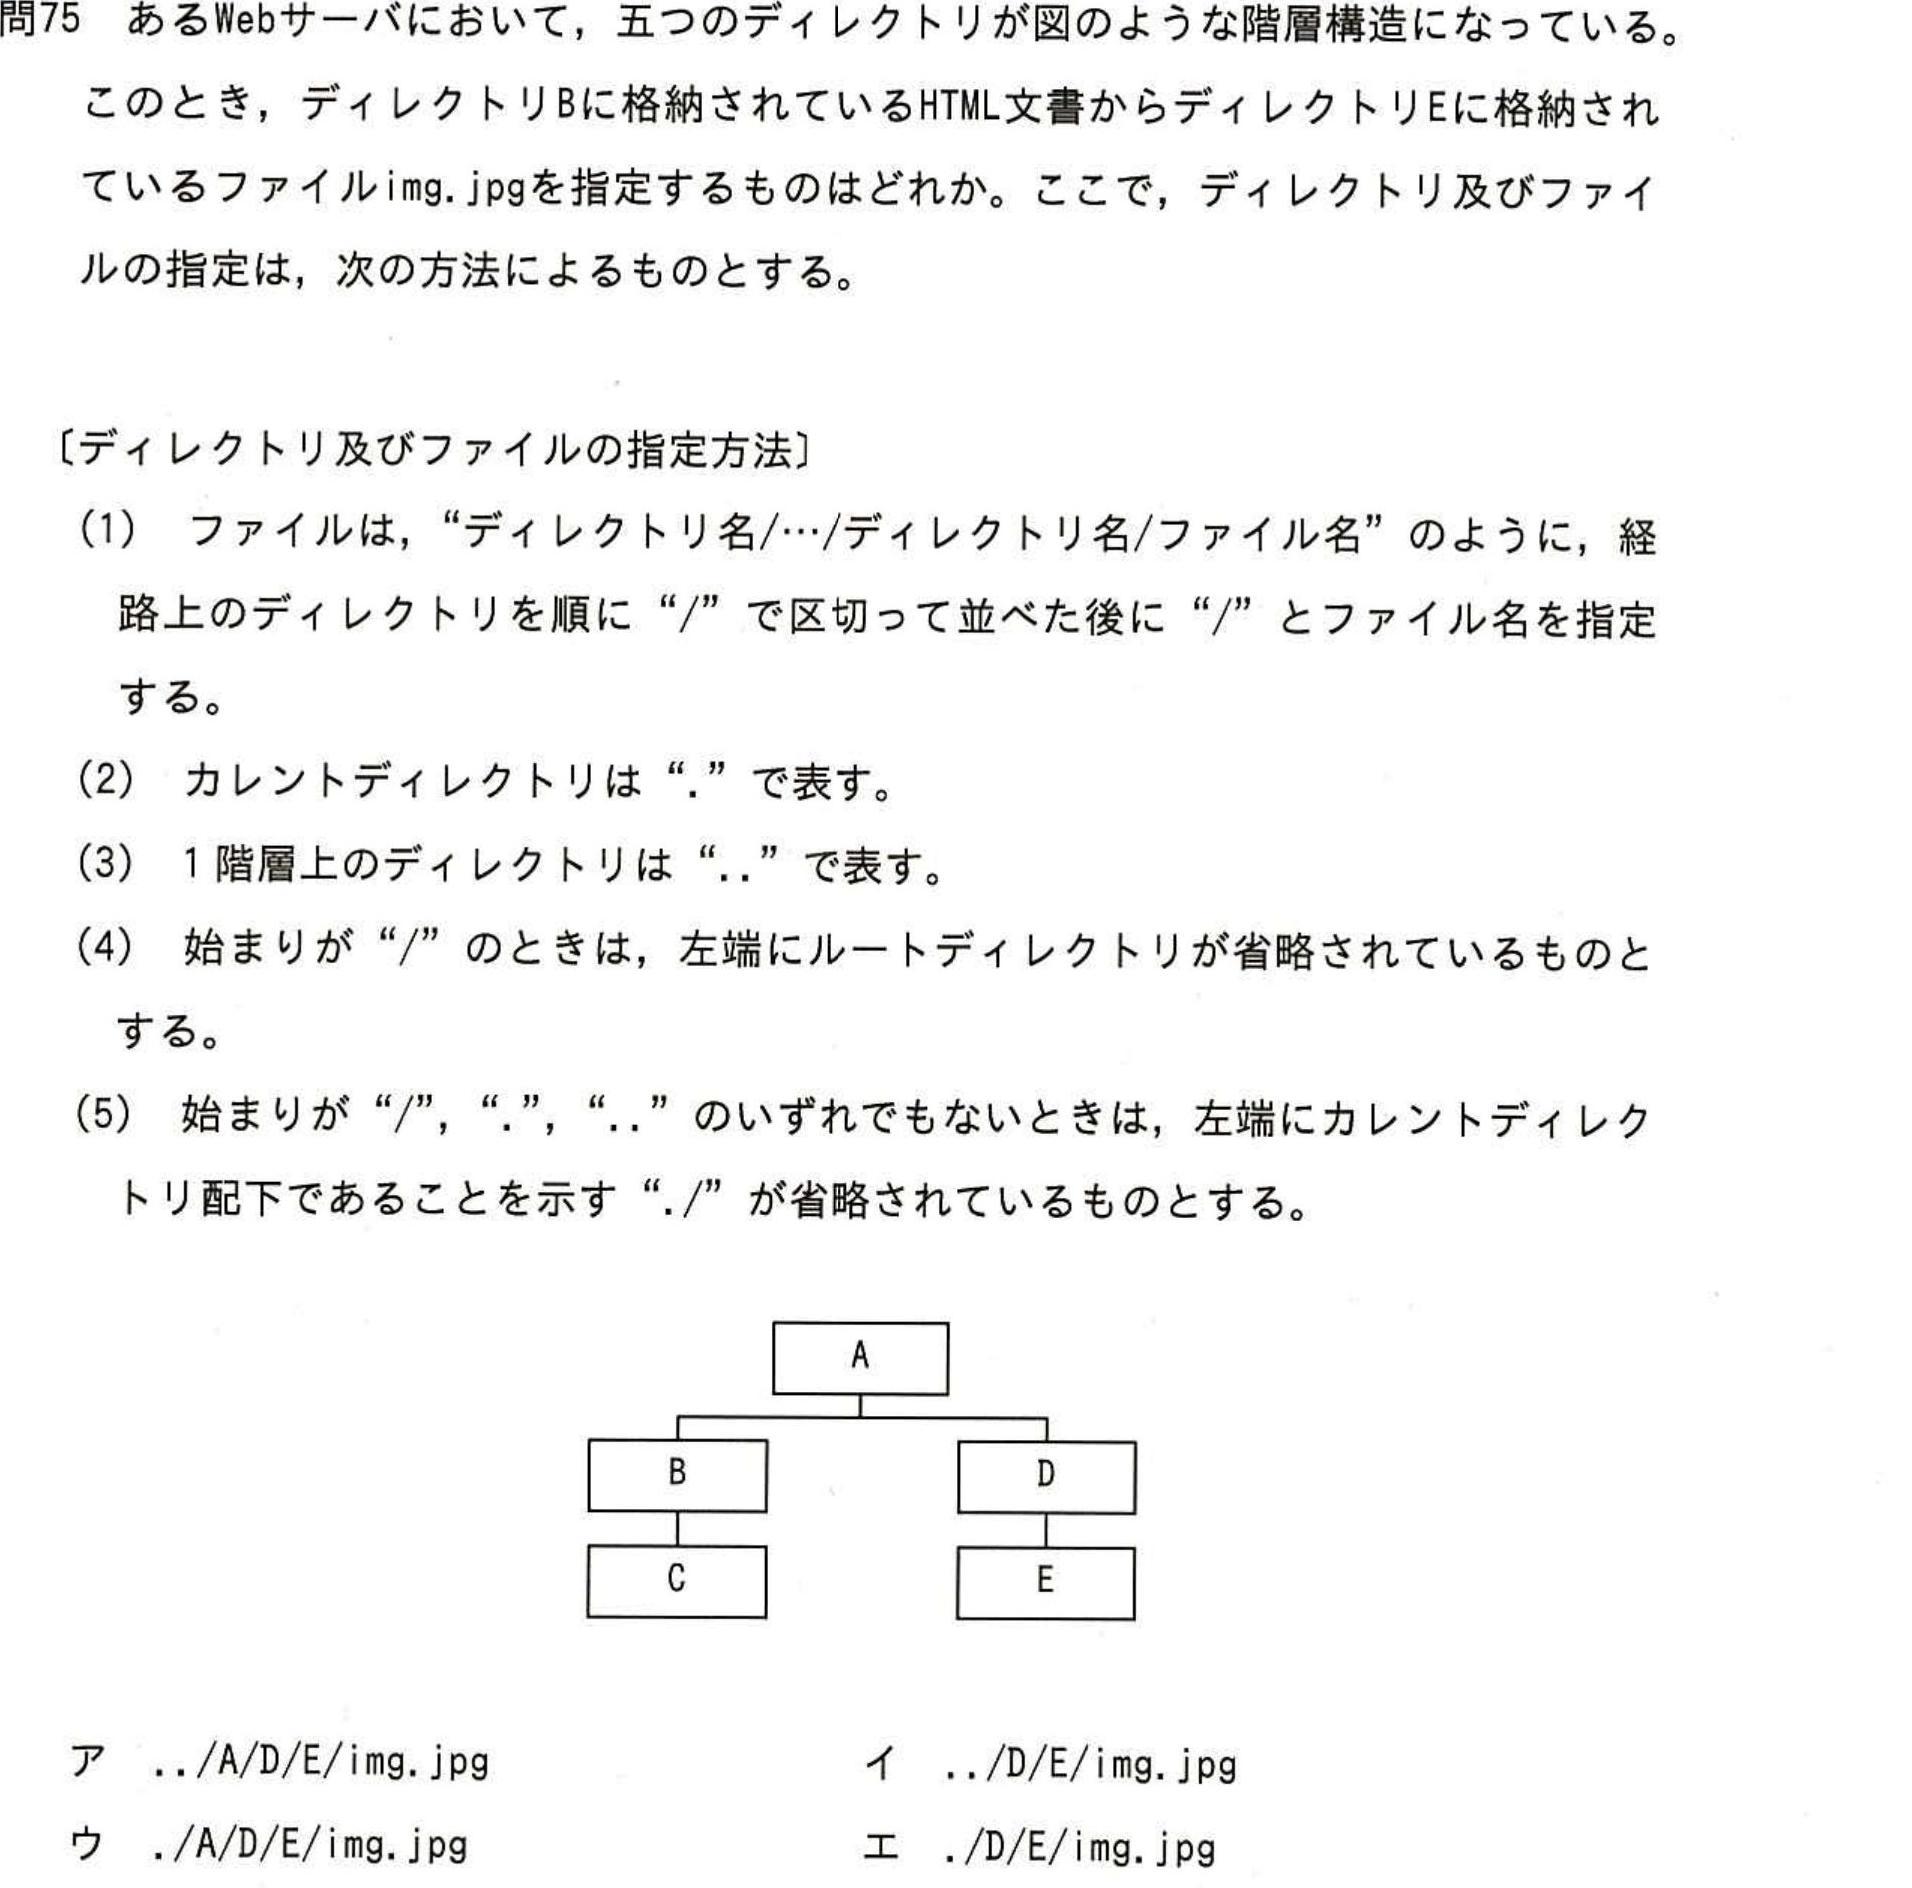 問75　あるWebサーバにおいて，五つのディレクトリが図のような階層構造になっている。
このとき，ディレクトリBに格納されているHTML文書からディレクトリEに格納され
ているファイルimg.jpgを指定するものはどれか。ここで，ディレクトリ及びファイ
ルの指定は，次の方法によるものとする。
〔ディレクトリ及びファイルの指定方法〕
(1)　ファイルは，“ディレクトリ名/…/ディレクトリ名/ファイル名”のように，経
路上のディレクトリを順に“/”で区切って並べた後に“/”とファイル名を指定
する。
(2)　カレントディレクトリは“.”で表す。
(3)　1階層上のディレクトリは“..”で表す。
(4)　始まりが“/”のときは，左端にルートディレクトリが省略されているものと
する。
(5)　始まりが“/”，“.”，“..”のいずれでもないときは，左端にカレントディレク
トリ配下であることを示す“./”が省略されているものとする。
A
B　D
C　E
ア　../A/D/E/img.jpg　イ　../D/E/img.jpg
ウ　./A/D/E/img.jpg　エ　./D/E/img.jpg